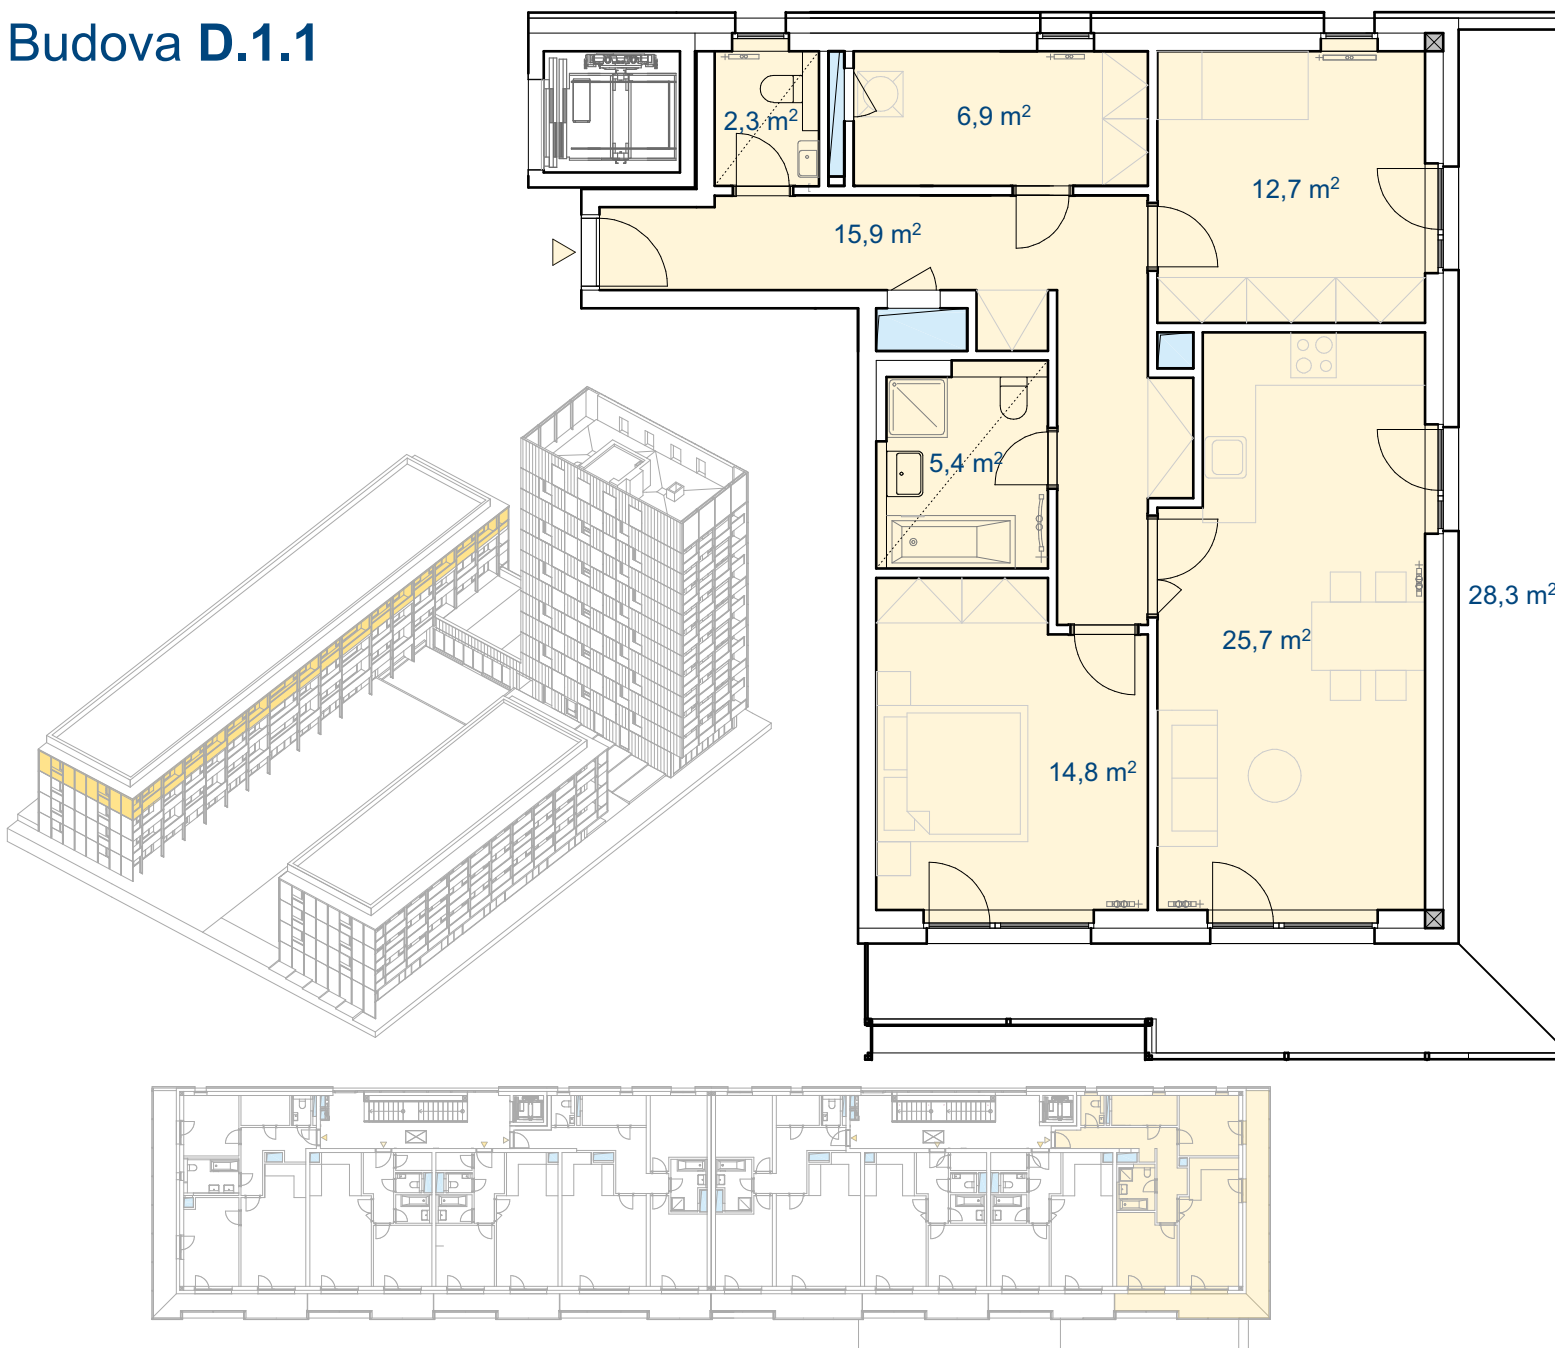 Budova D.1.1
2,3 m²
6,9 m²
12,7 m²
15,9 m²
5,4 m²
28,3 m²
25,7 m²
14,8 m²